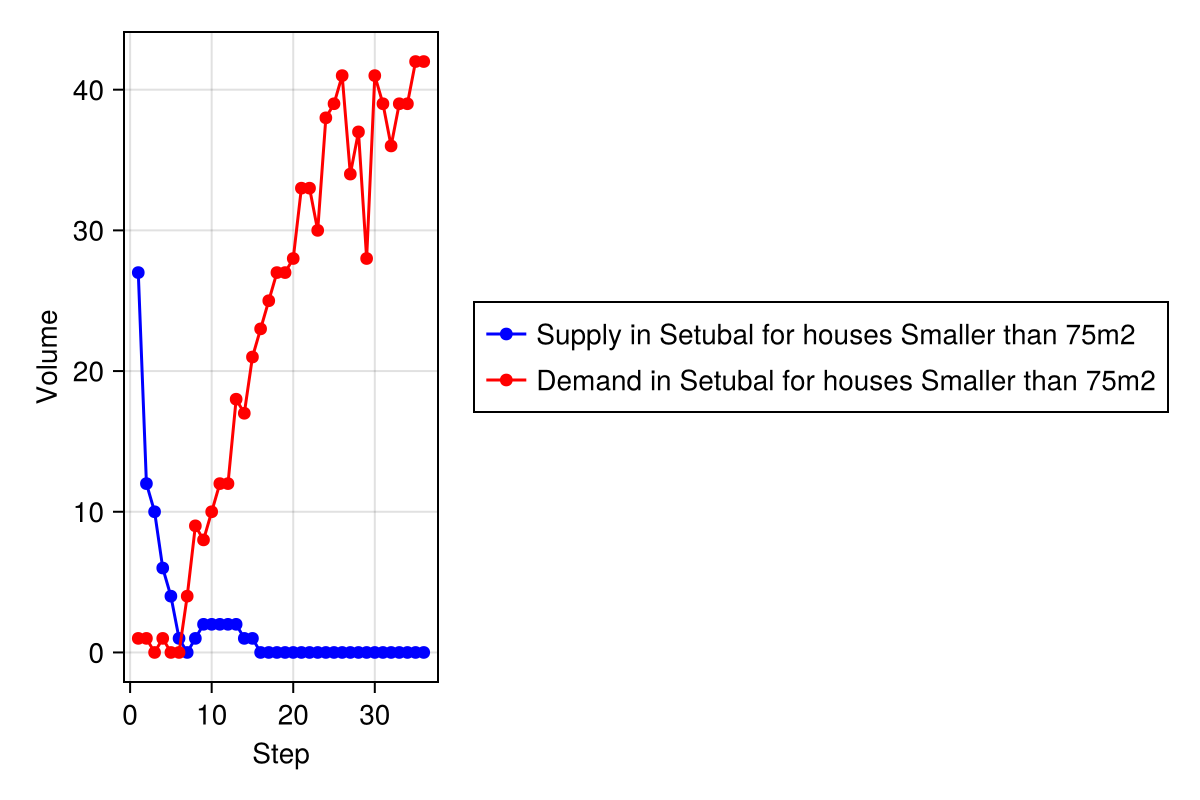 40
30
20
10
0
Volume
0 10 20 30
Step
Supply in Setubal for houses Smaller than 75m2
Demand in Setubal for houses Smaller than 75m2